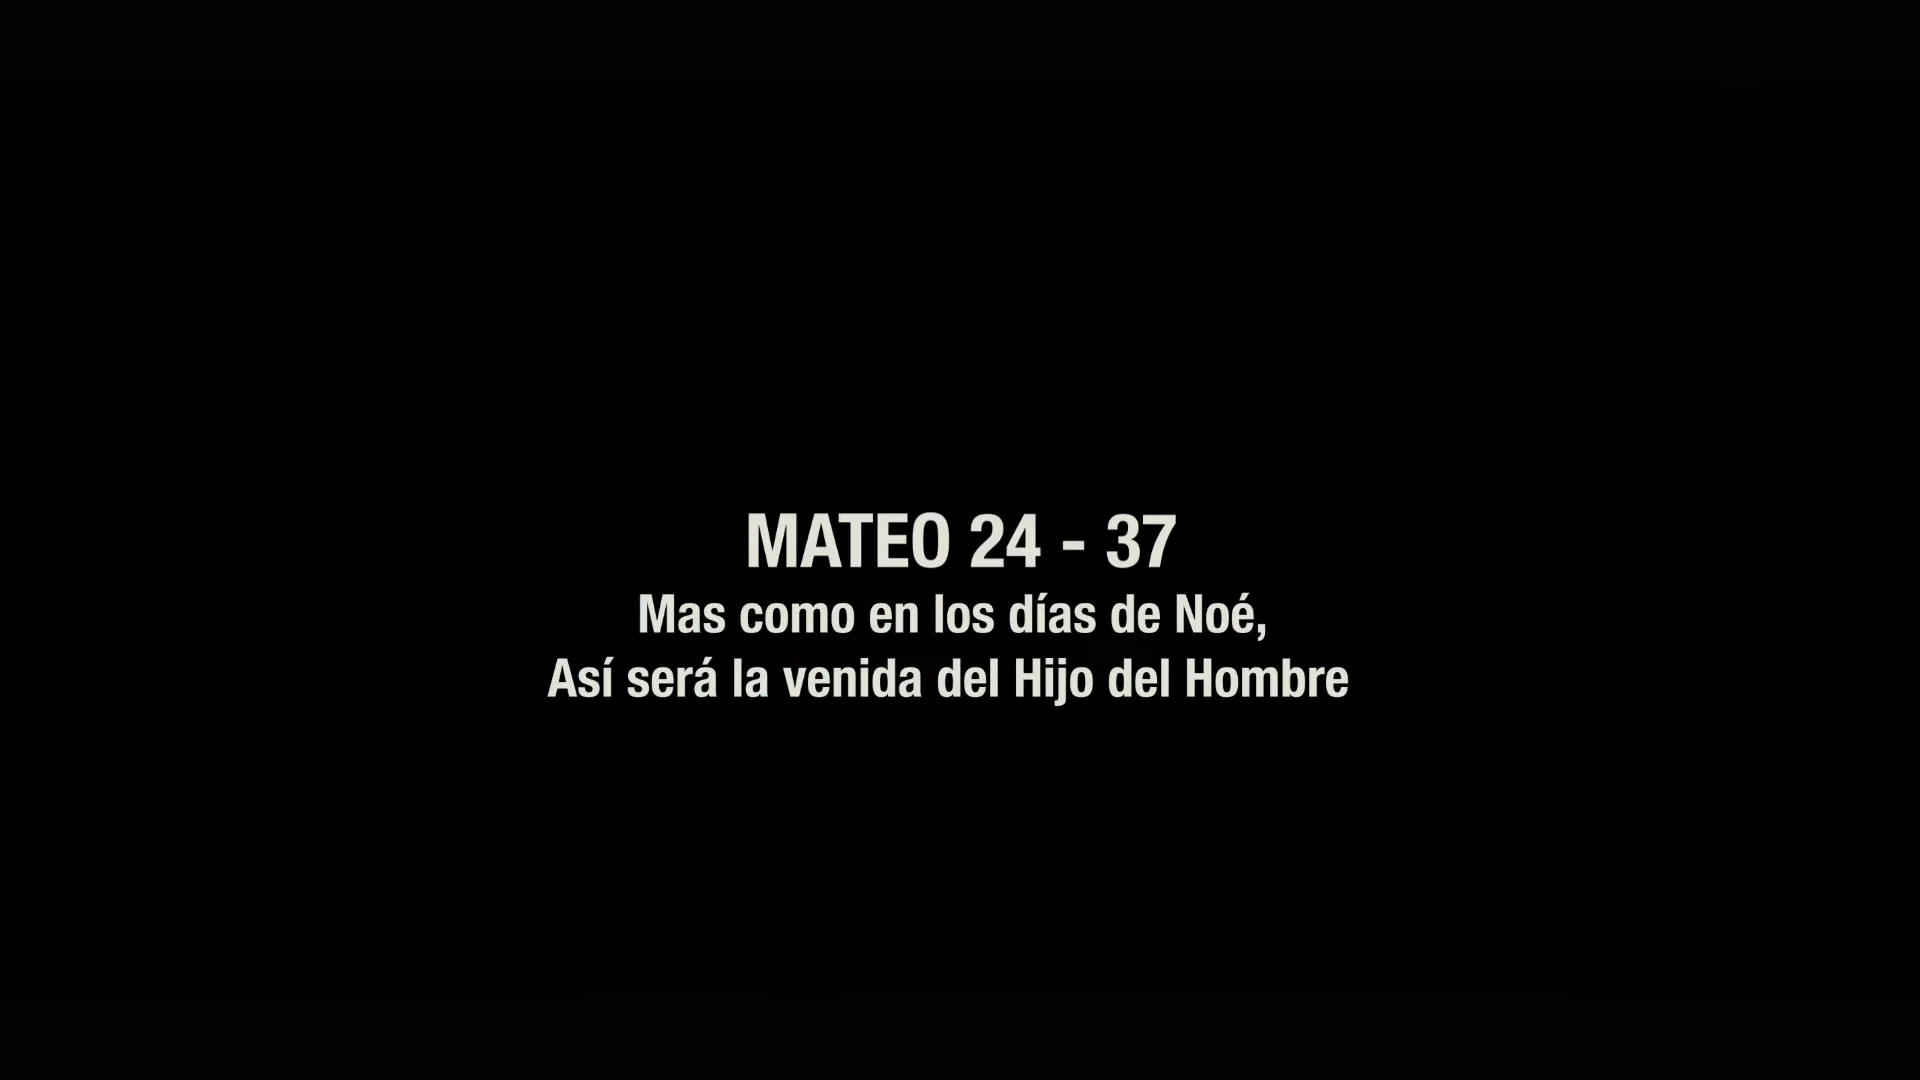 MATEO 24 - 37
Mas como en los días de Noé,
Así será la venida del Hijo del Hombre